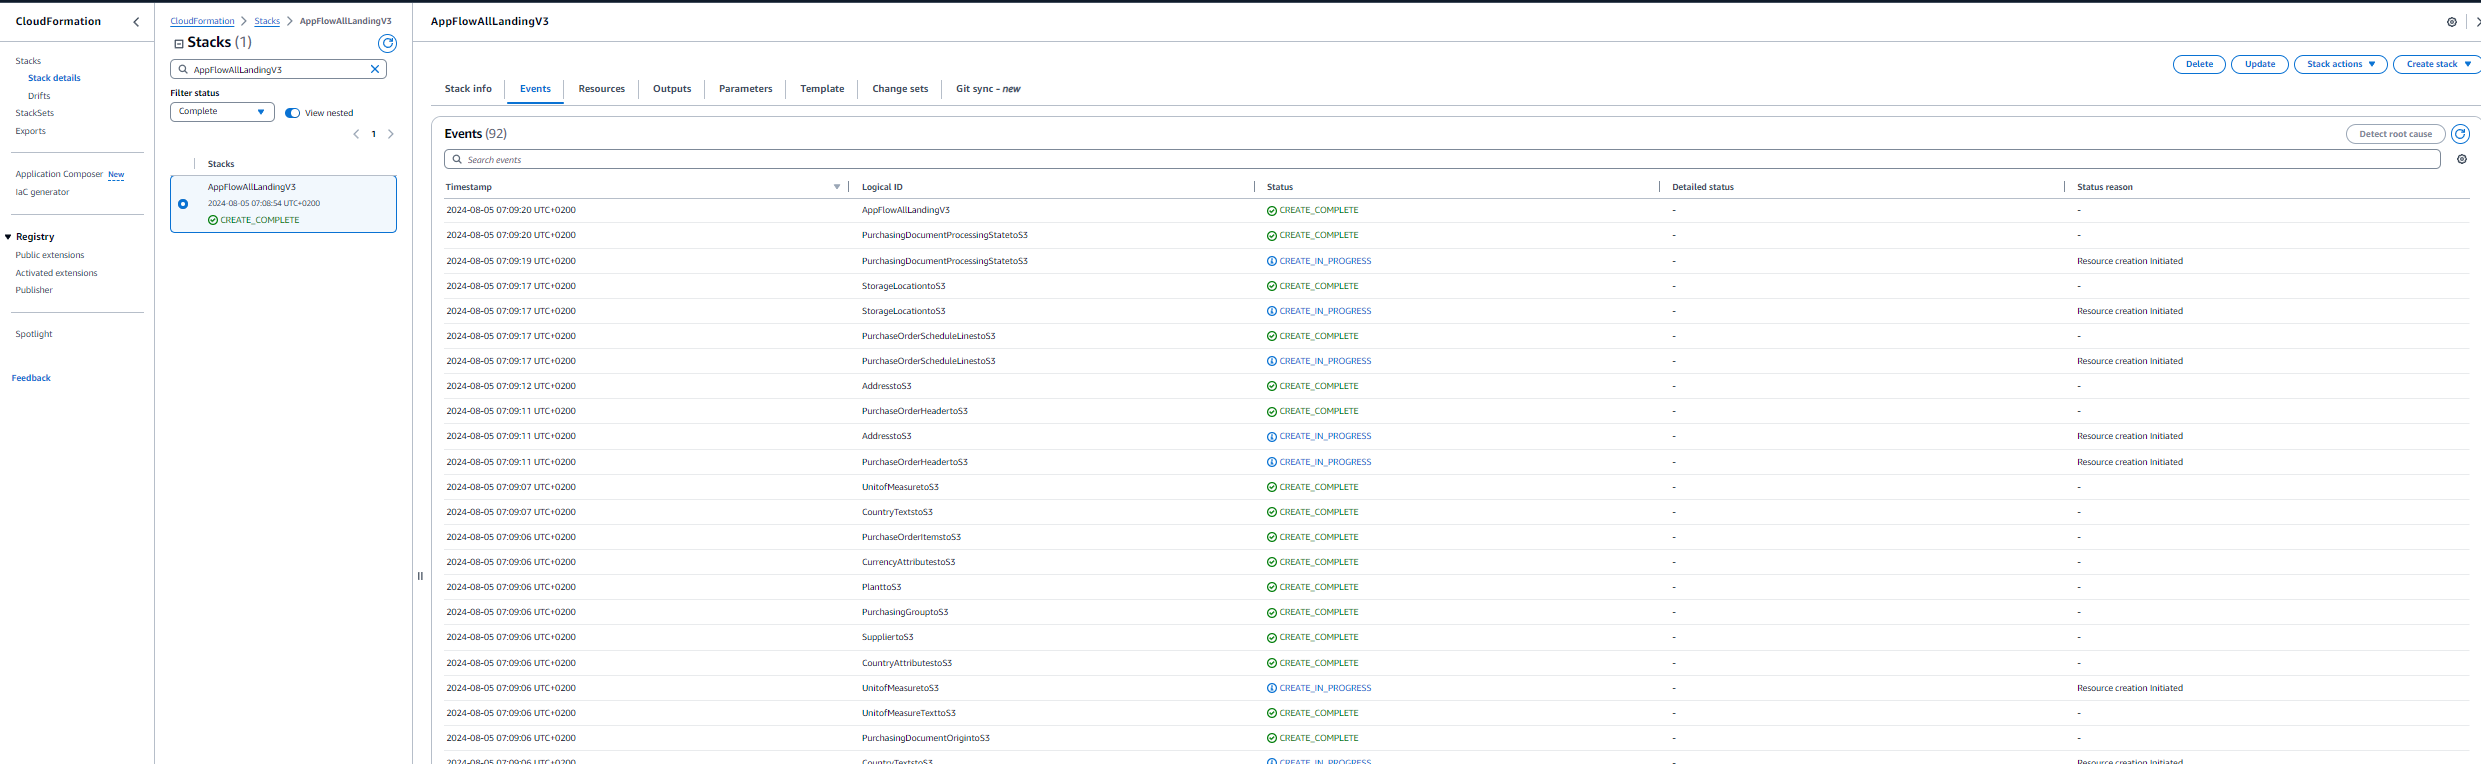 CloudFormation
Stacks
Stack details
Drifts
StackSets
Exports
Application Composer New
IaC generator
Registry
Public extensions
Activated extensions
Publisher
Spotlight
Feedback
CloudFormation > Stacks > AppFlowAllLandingV3
Stacks (1)
AppFlowAllLandingV3
Filter status
Complete
View nested
1
Stacks
AppFlowAllLandingV3
2024-08-05 07:08:54 UTC+0200
CREATE_COMPLETE
AppFlowAllLandingV3
Delete Update Stack actions Create stack
Stack info Events Resources Outputs Parameters Template Change sets Git sync - new
Events (92)
Detect root cause
Search events
Timestamp Logical ID Status Detailed status Status reason
2024-08-05 07:09:20 UTC+0200 AppFlowAllLandingV3 CREATE_COMPLETE - -
2024-08-05 07:09:20 UTC+0200 PurchasingDocumentProcessingStatetoS3 CREATE_COMPLETE - -
2024-08-05 07:09:19 UTC+0200 PurchasingDocumentProcessingStatetoS3 CREATE_IN_PROGRESS - Resource creation Initiated
2024-08-05 07:09:17 UTC+0200 StorageLocationtoS3 CREATE_COMPLETE - -
2024-08-05 07:09:17 UTC+0200 StorageLocationtoS3 CREATE_IN_PROGRESS - Resource creation Initiated
2024-08-05 07:09:17 UTC+0200 PurchaseOrderScheduleLinestoS3 CREATE_COMPLETE - -
2024-08-05 07:09:17 UTC+0200 PurchaseOrderScheduleLinestoS3 CREATE_IN_PROGRESS - Resource creation Initiated
2024-08-05 07:09:12 UTC+0200 AddresstoS3 CREATE_COMPLETE - -
2024-08-05 07:09:11 UTC+0200 PurchaseOrderHeadertoS3 CREATE_COMPLETE - -
2024-08-05 07:09:11 UTC+0200 AddresstoS3 CREATE_IN_PROGRESS - Resource creation Initiated
2024-08-05 07:09:11 UTC+0200 PurchaseOrderHeadertoS3 CREATE_IN_PROGRESS - Resource creation Initiated
2024-08-05 07:09:07 UTC+0200 UnitofMeasuretoS3 CREATE_COMPLETE - -
2024-08-05 07:09:07 UTC+0200 CountryTextstoS3 CREATE_COMPLETE - -
2024-08-05 07:09:06 UTC+0200 PurchaseOrderItemstoS3 CREATE_COMPLETE - -
2024-08-05 07:09:06 UTC+0200 CurrencyAttributestoS3 CREATE_COMPLETE - -
2024-08-05 07:09:06 UTC+0200 PlanttoS3 CREATE_COMPLETE - -
2024-08-05 07:09:06 UTC+0200 PurchasingGrouptoS3 CREATE_COMPLETE - -
2024-08-05 07:09:06 UTC+0200 SuppliertoS3 CREATE_COMPLETE - -
2024-08-05 07:09:06 UTC+0200 CountryAttributestoS3 CREATE_COMPLETE - -
2024-08-05 07:09:06 UTC+0200 UnitofMeasuretoS3 CREATE_IN_PROGRESS - Resource creation Initiated
2024-08-05 07:09:06 UTC+0200 UnitofMeasureTexttoS3 CREATE_COMPLETE - -
2024-08-05 07:09:06 UTC+0200 PurchasingDocumentOrigintoS3 CREATE_COMPLETE - -
2024-08-05 07:09:06 UTC+0200 CountryTextstoS3 CREATE_IN_PROGRESS - Resource creation Initiated